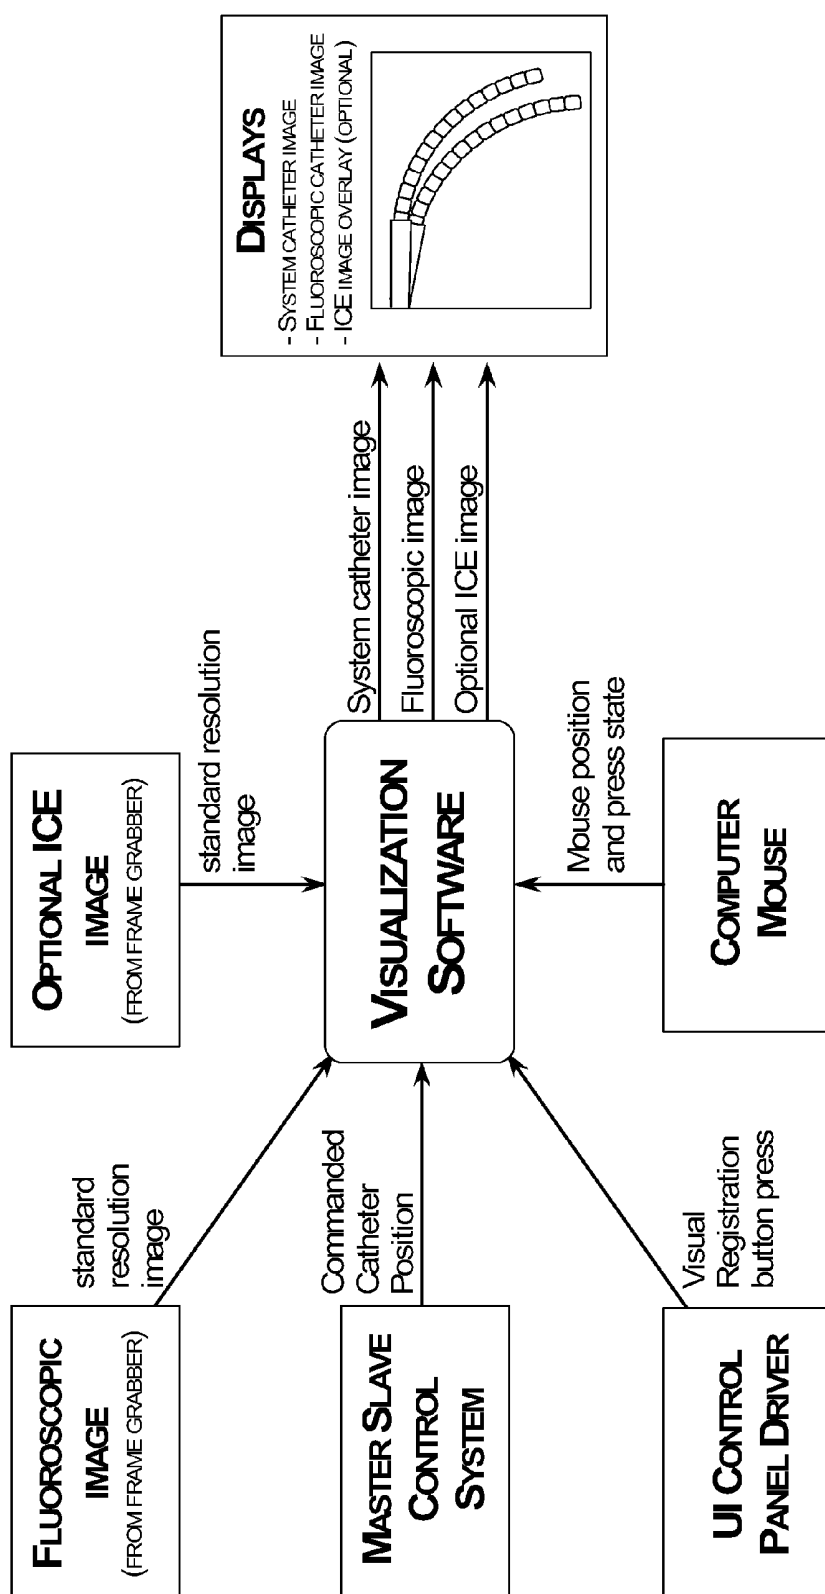 FLUOROSCOPIC
IMAGE
(FROM FRAME GRABBER)
standard
resolution
image
OPTIONAL ICE
IMAGE
(FROM FRAME GRABBER)
standard resolution
image
MASTER SLAVE
CONTROL
SYSTEM
Commanded
Catheter
Position
VISUALIZATION
SOFTWARE
UI CONTROL
PANEL DRIVER
Visual
Registration
button press
COMPUTER
MOUSE
Mouse position
and press state
System catheter image
Fluoroscopic image
Optional ICE image
DISPLAYS
- SYSTEM CATHETER IMAGE
- FLUOROSCOPIC CATHETER IMAGE
- ICE IMAGE OVERLAY (OPTIONAL)